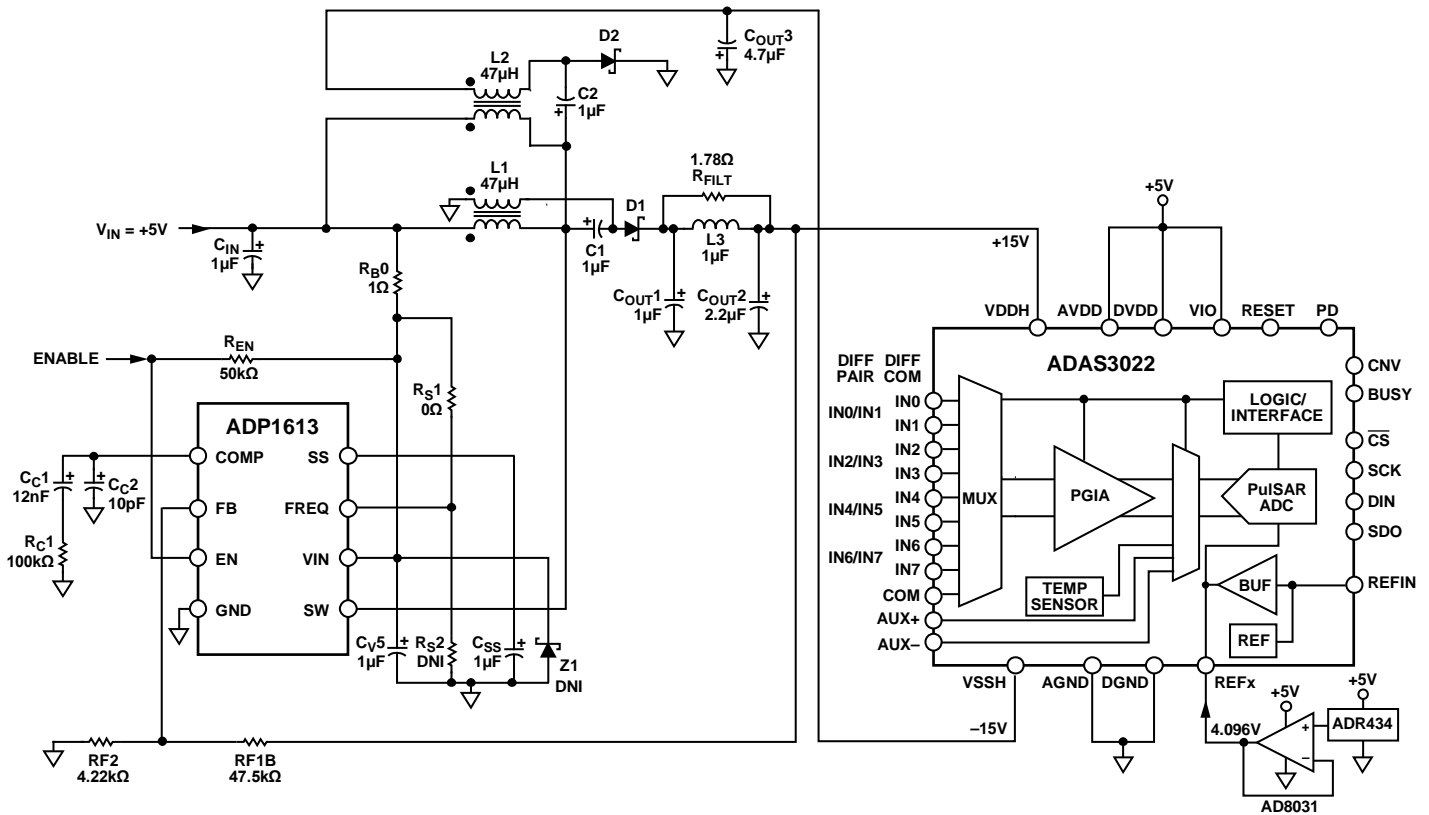 D2
COUT3
4.7µF
L2
47µH
C2
1µF
L1
47µH
1.78Ω
RFILT
D1
+5V
VIN = +5V
CIN
1µF
C1
1µF
L3
1µF
+15V
RB0
1Ω
COUT1
1µF
COUT2
2.2µF
VDDH
AVDD
DVDD
VIO
RESET
PD
ENABLE
REN
50kΩ
RS1
0Ω
DIFF
PAIR
DIFF
COM
ADAS3022
CNV
BUSY
CS
SCK
DIN
SDO
REFIN
IN0/IN1
IN2/IN3
IN4/IN5
IN6/IN7
IN0
IN1
IN2
IN3
IN4
IN5
IN6
IN7
COM
AUX+
AUX–
MUX
PGIA
LOGIC/
INTERFACE
PulSAR
ADC
TEMP
SENSOR
BUF
REF
ADP1613
COMP
SS
FB
FREQ
EN
VIN
GND
SW
CC1
12nF
CC2
10pF
RC1
100kΩ
CV5
1µF
RS2
DNI
CSS
1µF
Z1
DNI
VSSH
AGND
DGND
REFx
–15V
+5V
+5V
4.096V
ADR434
+
–
AD8031
RF2
4.22kΩ
RF1B
47.5kΩ